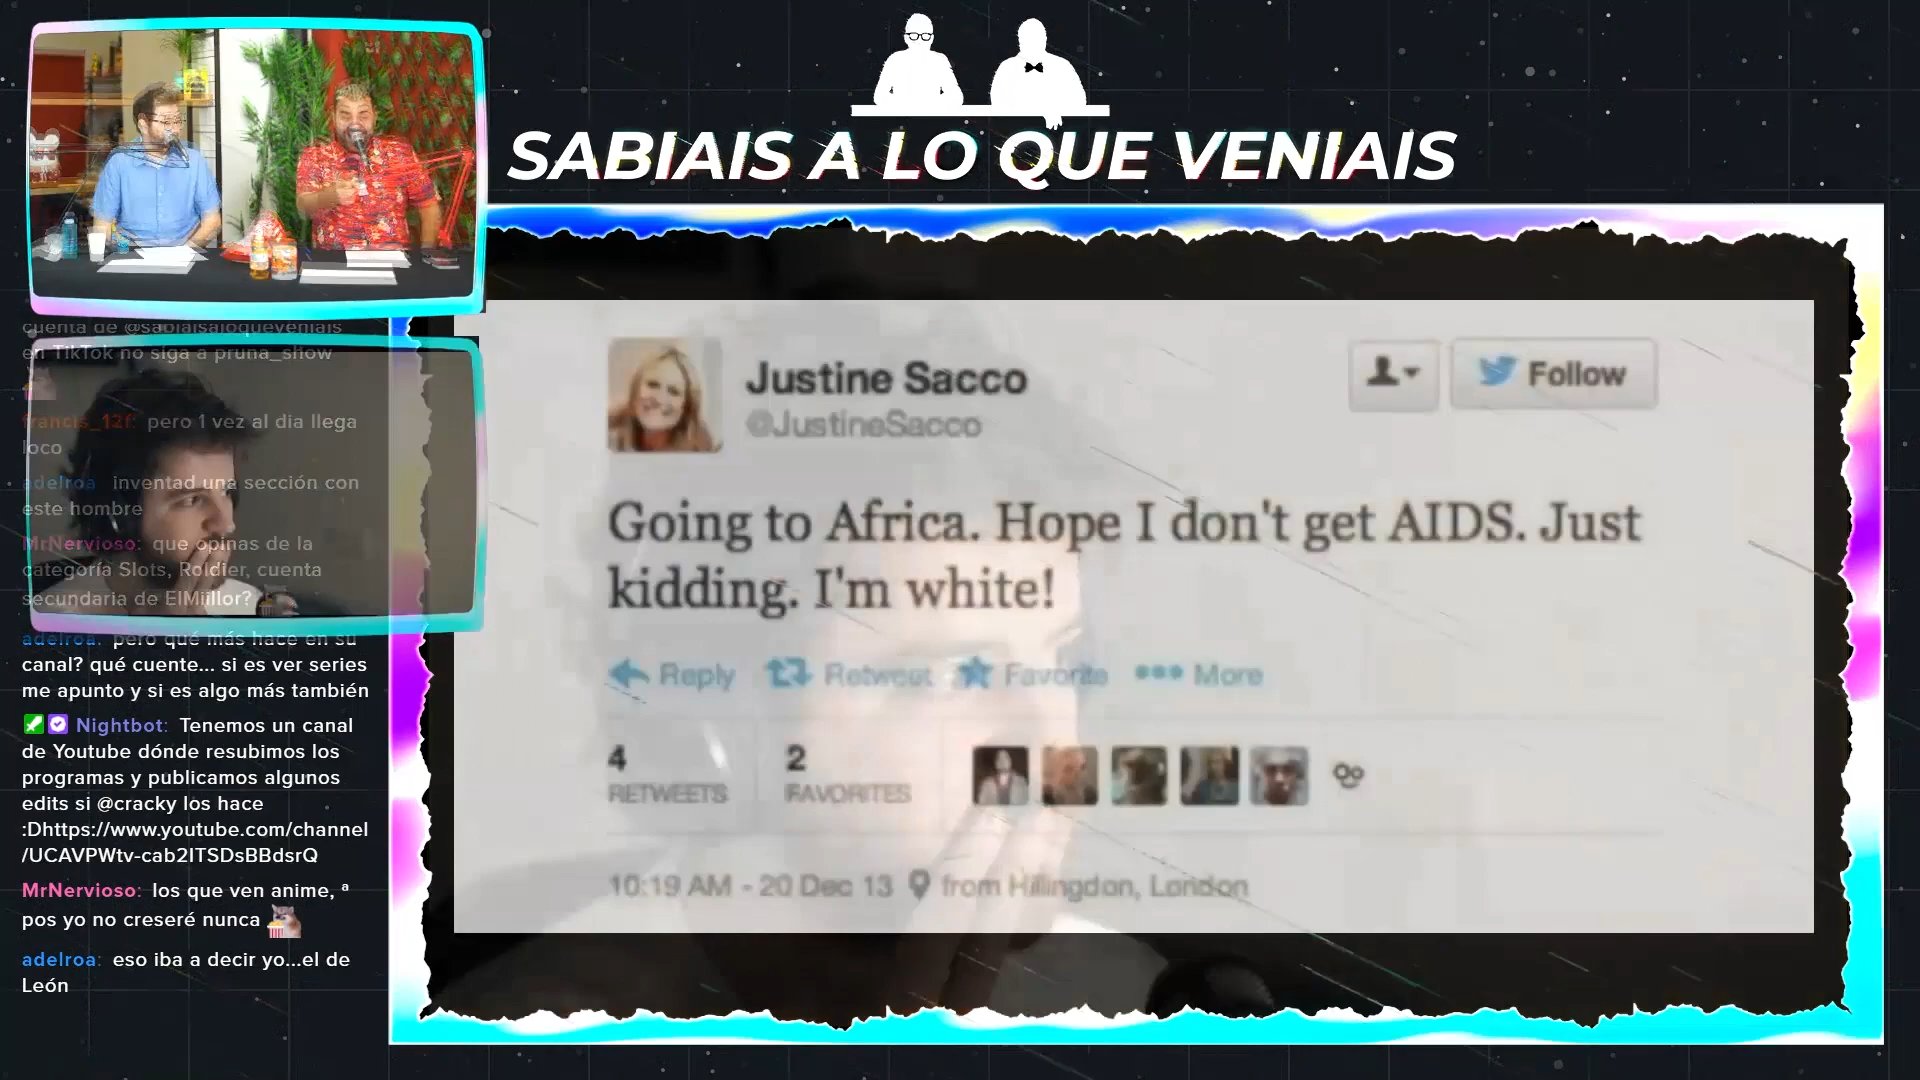 SABIAIS A LO QUE VENIAIS
cuenta de @sabiaisaloqueveniais
en TikTok no siga a pruna_show
francis_12f: pero 1 vez al dia llega
loco
adelroa: inventad una sección con
este hombre
MrNervioso: que opinas de la
categoría Slots, Roldier, cuenta
secundaria de ElMiillor?
adelroa: pero qué más hace en su
canal? qué cuente... si es ver series
me apunto y si es algo más también
Nightbot: Tenemos un canal
de Youtube dónde resubimos los
programas y publicamos algunos
edits si @cracky los hace
:Dhttps://www.youtube.com/channel
/UCAVPWtv-cab2ITSDsBBdsrQ
MrNervioso: los que ven anime, ª
pos yo no creseré nunca
adelroa: eso iba a decir yo...el de
León
Justine Sacco
@JustineSacco
Follow
Going to Africa. Hope I don't get AIDS. Just
kidding. I'm white!
Reply Retweet Favorite More
4 2
RETWEETS FAVORITES
10:19 AM - 20 Dec 13 from Hillingdon, London